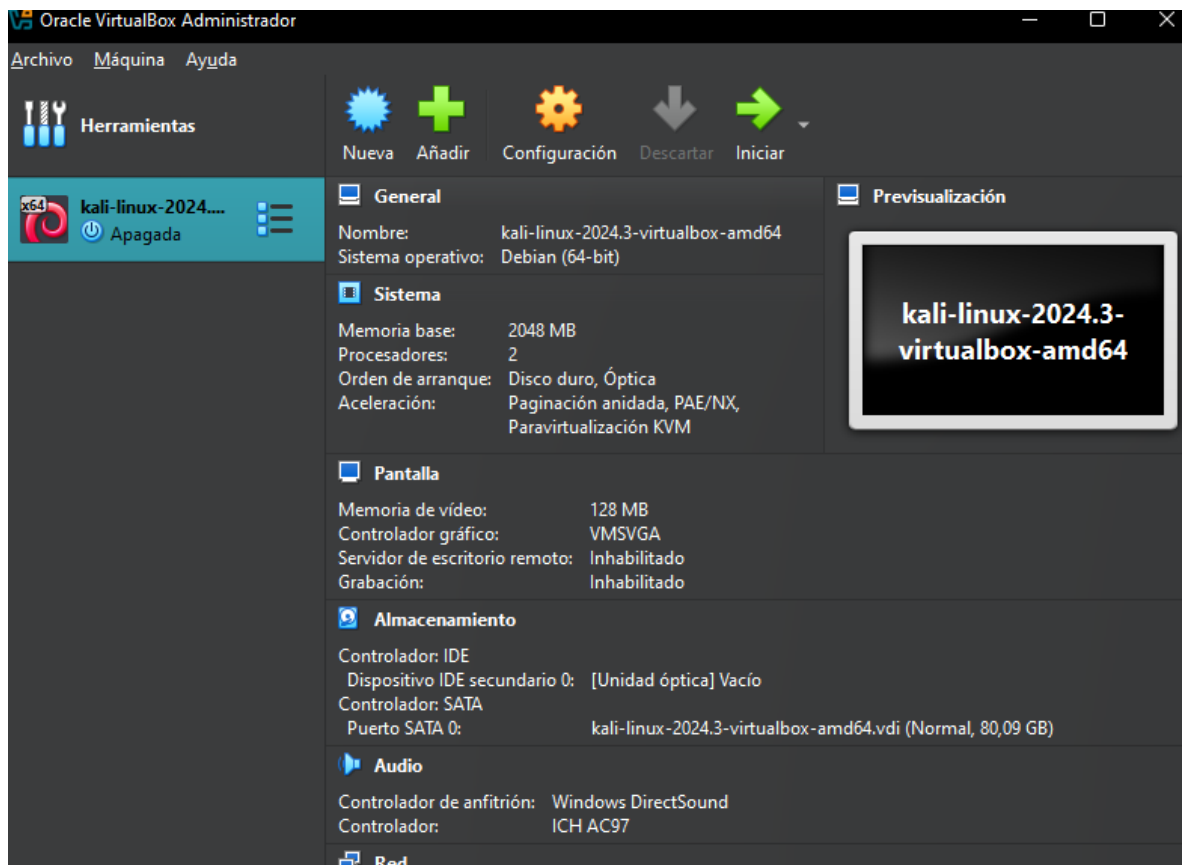 Oracle VirtualBox Administrador
Archivo Máquina Ayuda
Herramientas
Nueva Añadir Configuración Descartar Iniciar
x64
kali-linux-2024....
Apagada
General
Nombre: kali-linux-2024.3-virtualbox-amd64
Sistema operativo: Debian (64-bit)
Previsualización
kali-linux-2024.3-
virtualbox-amd64
Sistema
Memoria base: 2048 MB
Procesadores: 2
Orden de arranque: Disco duro, Óptica
Aceleración: Paginación anidada, PAE/NX,
Paravirtualización KVM
Pantalla
Memoria de vídeo: 128 MB
Controlador gráfico: VMSVGA
Servidor de escritorio remoto: Inhabilitado
Grabación: Inhabilitado
Almacenamiento
Controlador: IDE
Dispositivo IDE secundario 0: [Unidad óptica] Vacío
Controlador: SATA
Puerto SATA 0: kali-linux-2024.3-virtualbox-amd64.vdi (Normal, 80,09 GB)
Audio
Controlador de anfitrión: Windows DirectSound
Controlador: ICH AC97
Red